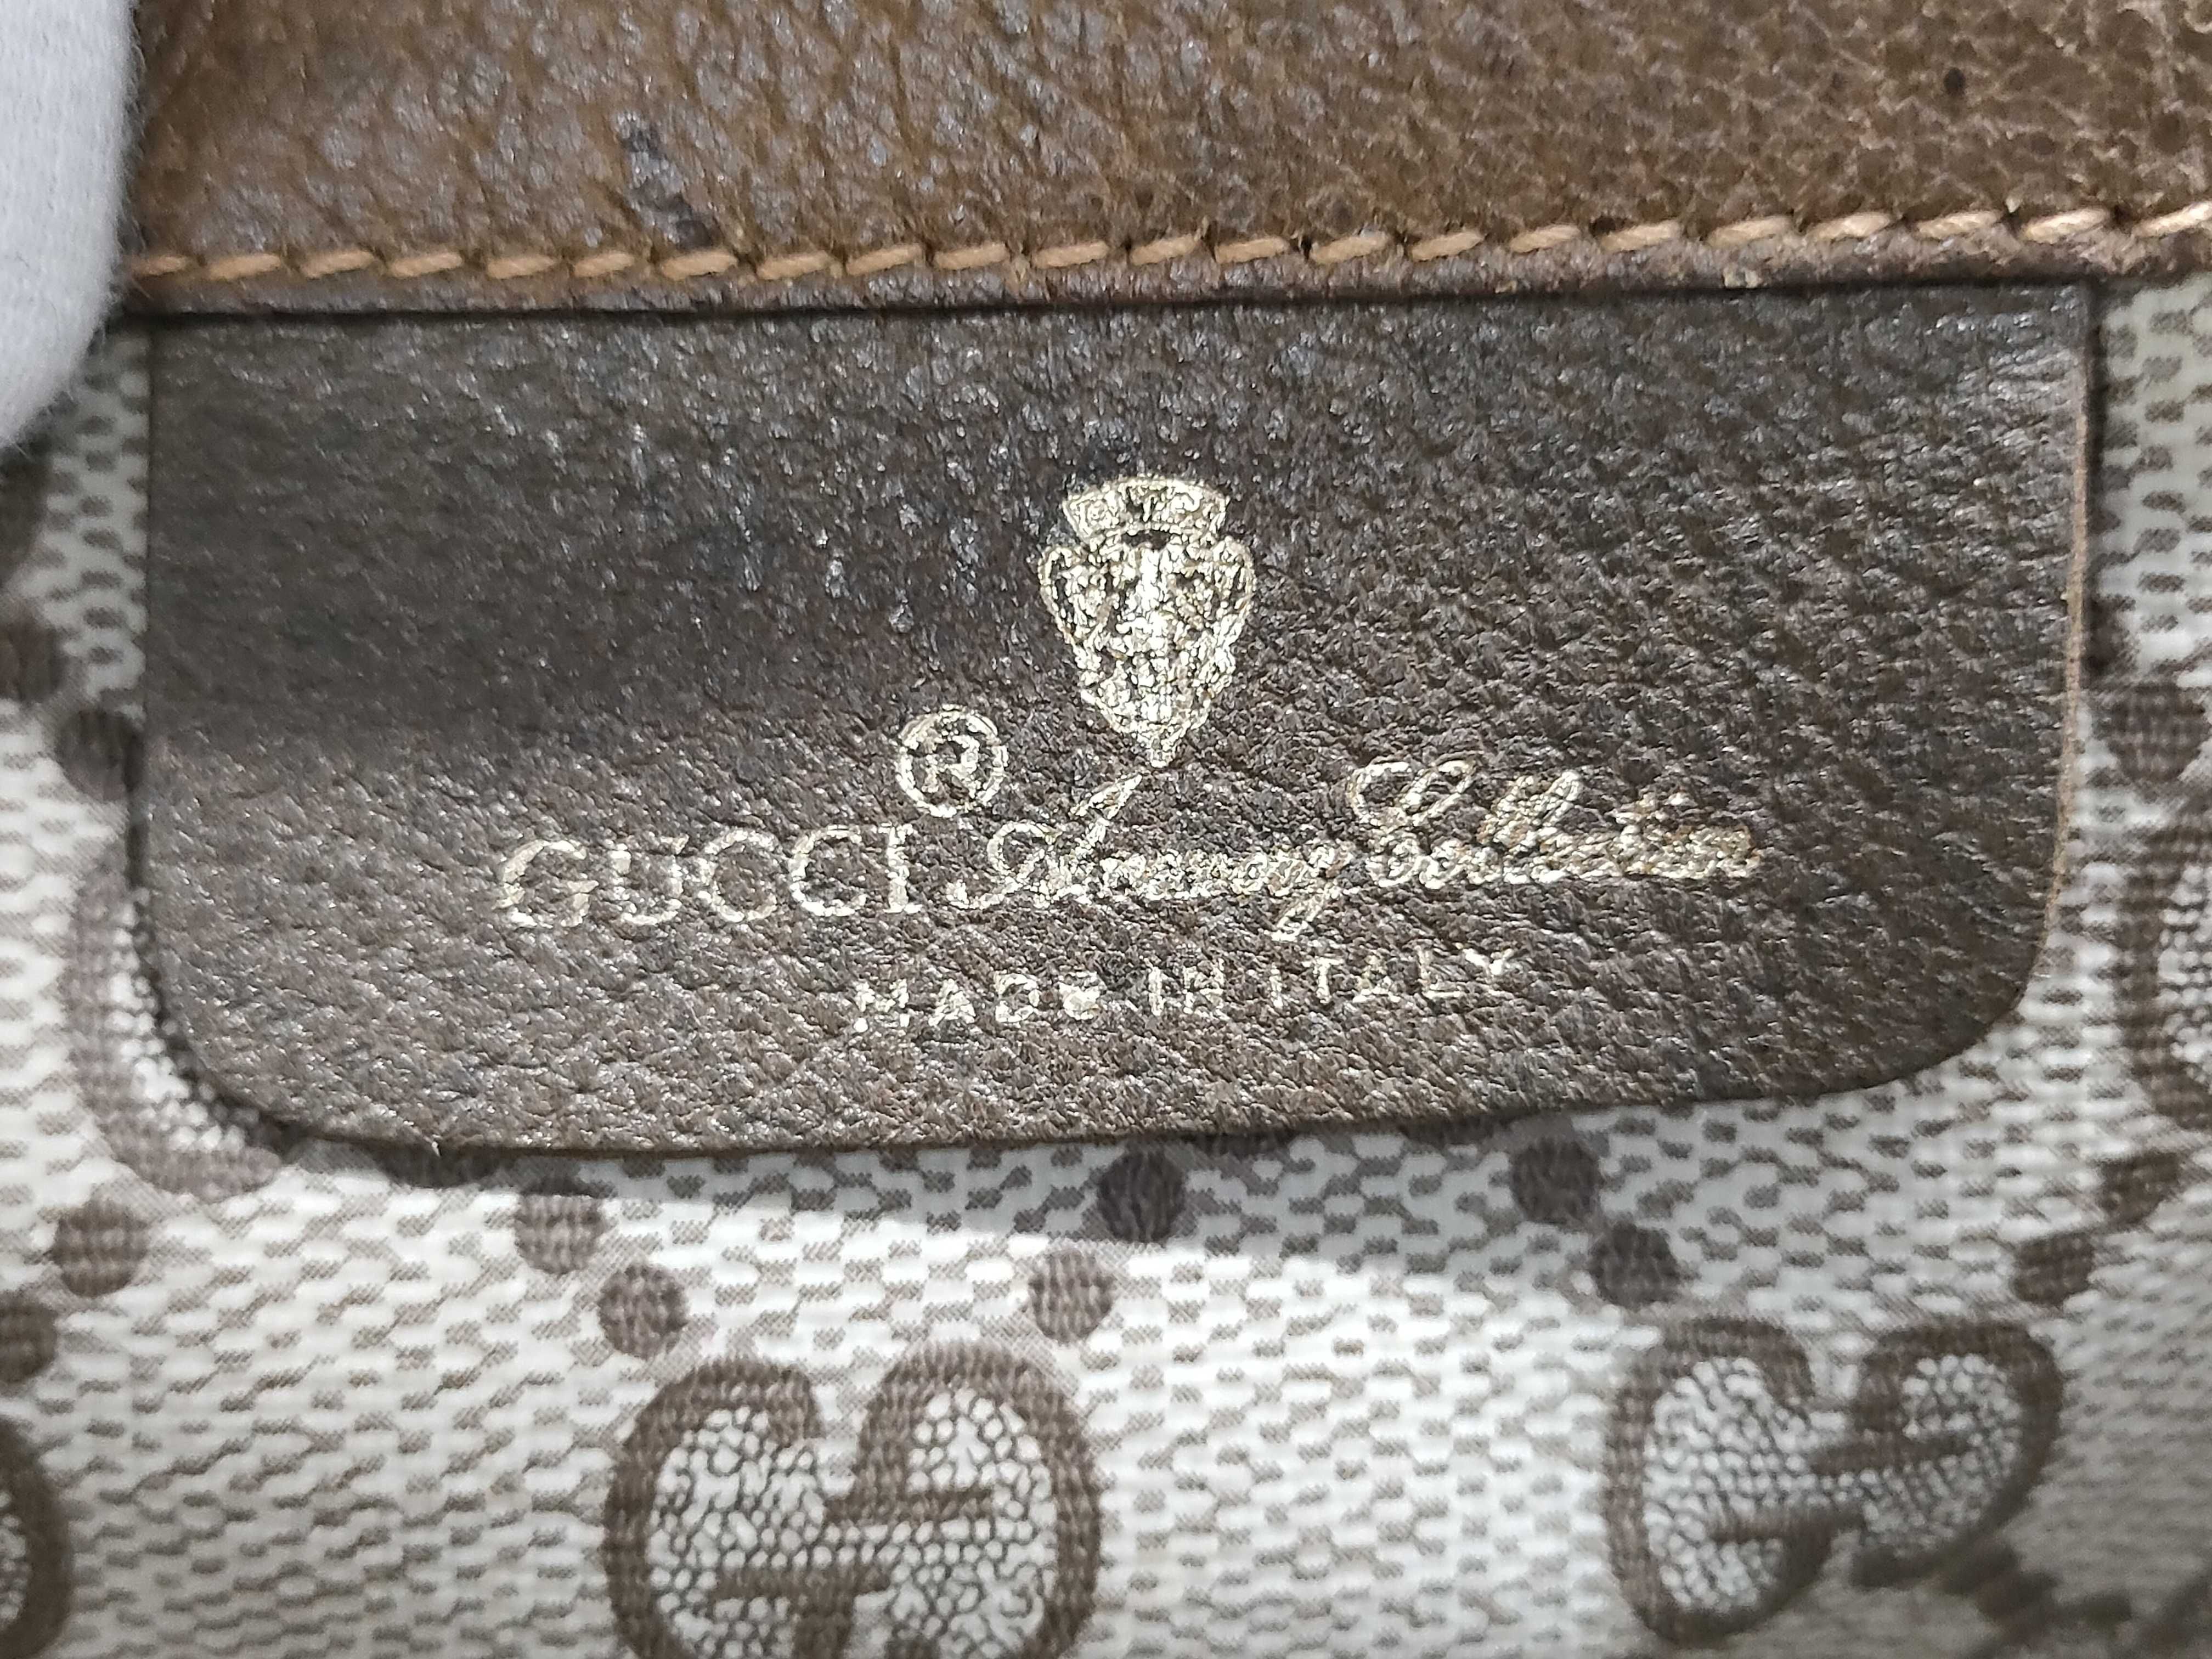 ®
GUCCI Accessory Collection
MADE IN ITALY